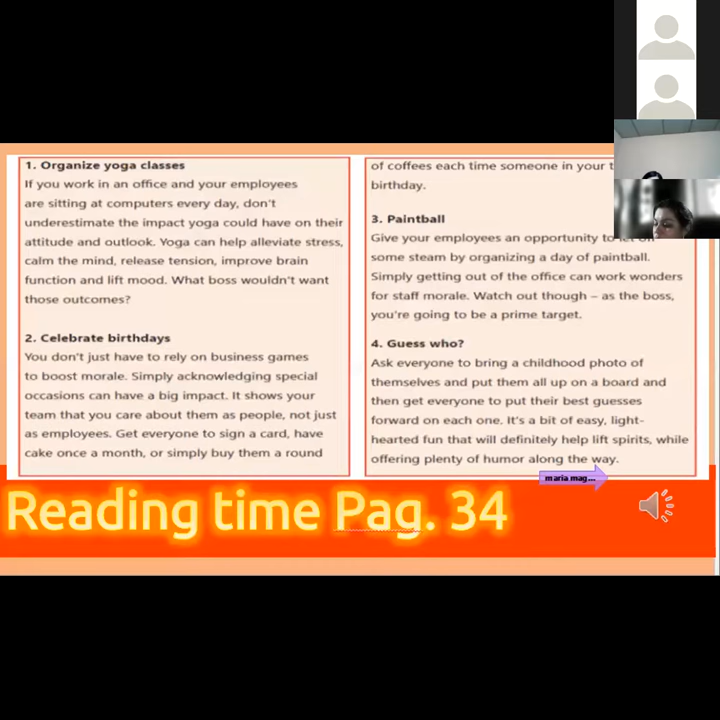 1. Organize yoga classes
If you work in an office and your employees
are sitting at computers every day, don't
underestimate the impact yoga could have on their
attitude and outlook. Yoga can help alleviate stress,
calm the mind, release tension, improve brain
function and lift mood. What boss wouldn't want
those outcomes?
2. Celebrate birthdays
You don't just have to rely on business games
to boost morale. Simply acknowledging special
occasions can have a big impact. It shows your
team that you care about them as people, not just
as employees. Get everyone to sign a card, have
cake once a month, or simply buy them a round
of coffees each time someone in your
birthday.
3. Paintball
Give your employees an opportunity to let off
some steam by organizing a day of paintball.
Simply getting out of the office can work wonders
for staff morale. Watch out though – as the boss,
you're going to be a prime target.
4. Guess who?
Ask everyone to bring a childhood photo of
themselves and put them all up on a board and
then get everyone to put their best guesses
forward on each one. It's a bit of easy, light-
hearted fun that will definitely help lift spirits, while
offering plenty of humor along the way.
maria mag...
Reading time Pag. 34